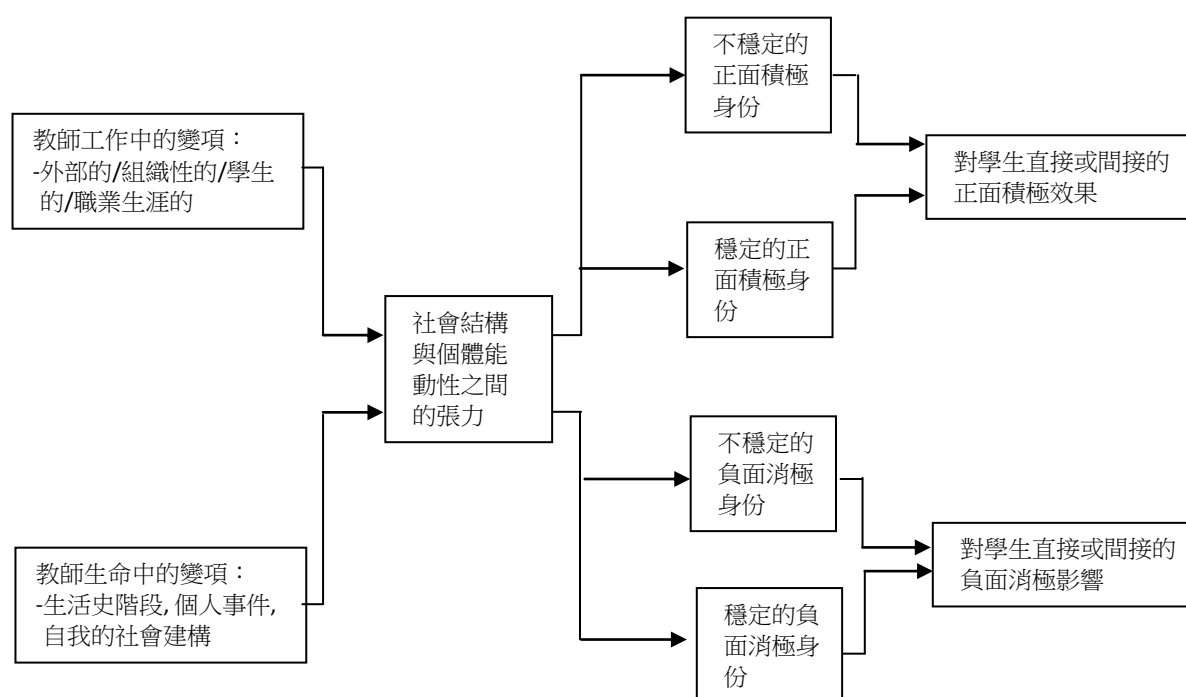 教師工作中的變項：
-外部的/組織性的/學生
的/職業生涯的
教師生命中的變項：
-生活史階段, 個人事件,
自我的社會建構
社會結構
與個體能
動性之間
的張力
不穩定的
正面積極
身份
穩定的正
面積極身
份
不穩定的
負面消極
身份
穩定的負
面消極身
份
對學生直接或間接的
正面積極效果
對學生直接或間接的
負面消極影響